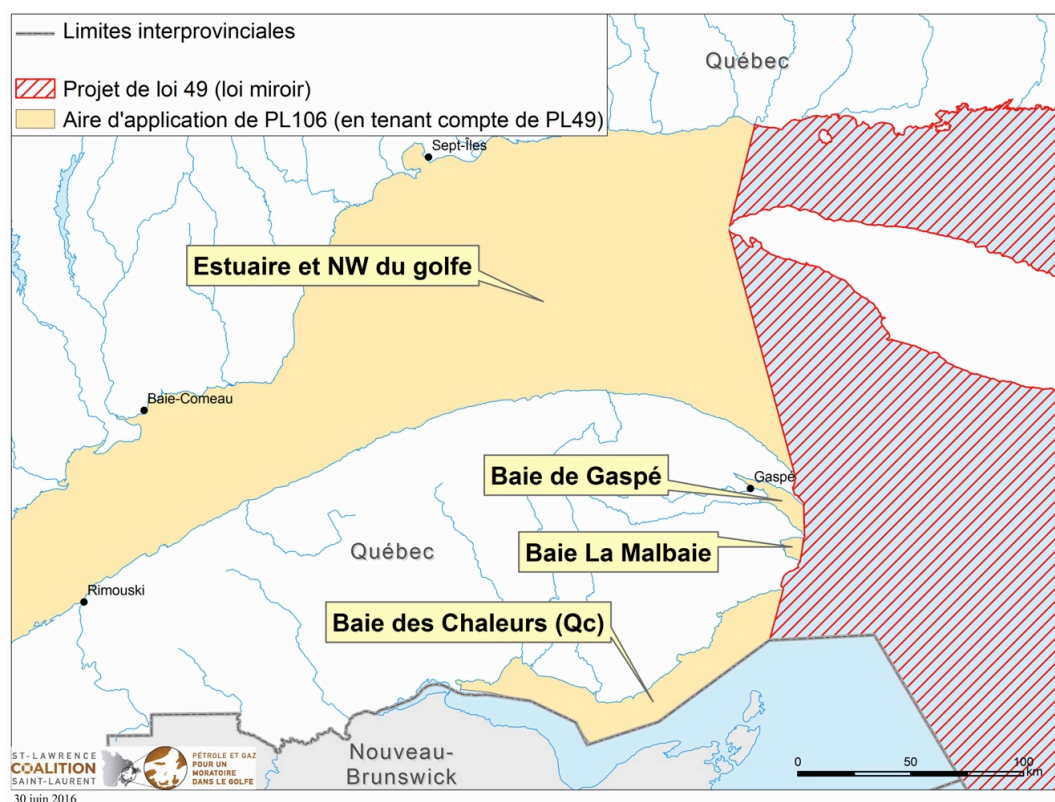 Limites interprovinciales
Projet de loi 49 (loi miroir)
Aire d'application de PL106 (en tenant compte de PL49)
Québec
Sept-Îles
Estuaire et NW du golfe
Baie-Comeau
Baie de Gaspé
Gaspé
Québec
Baie La Malbaie
Rimouski
Baie des Chaleurs (Qc)
Nouveau-
Brunswick
0 50 100
km
ST-LAWRENCE
COALITION
SAINT-LAURENT
PÉTROLE ET GAZ
POUR UN
MORATOIRE
DANS LE GOLFE
30 juin 2016